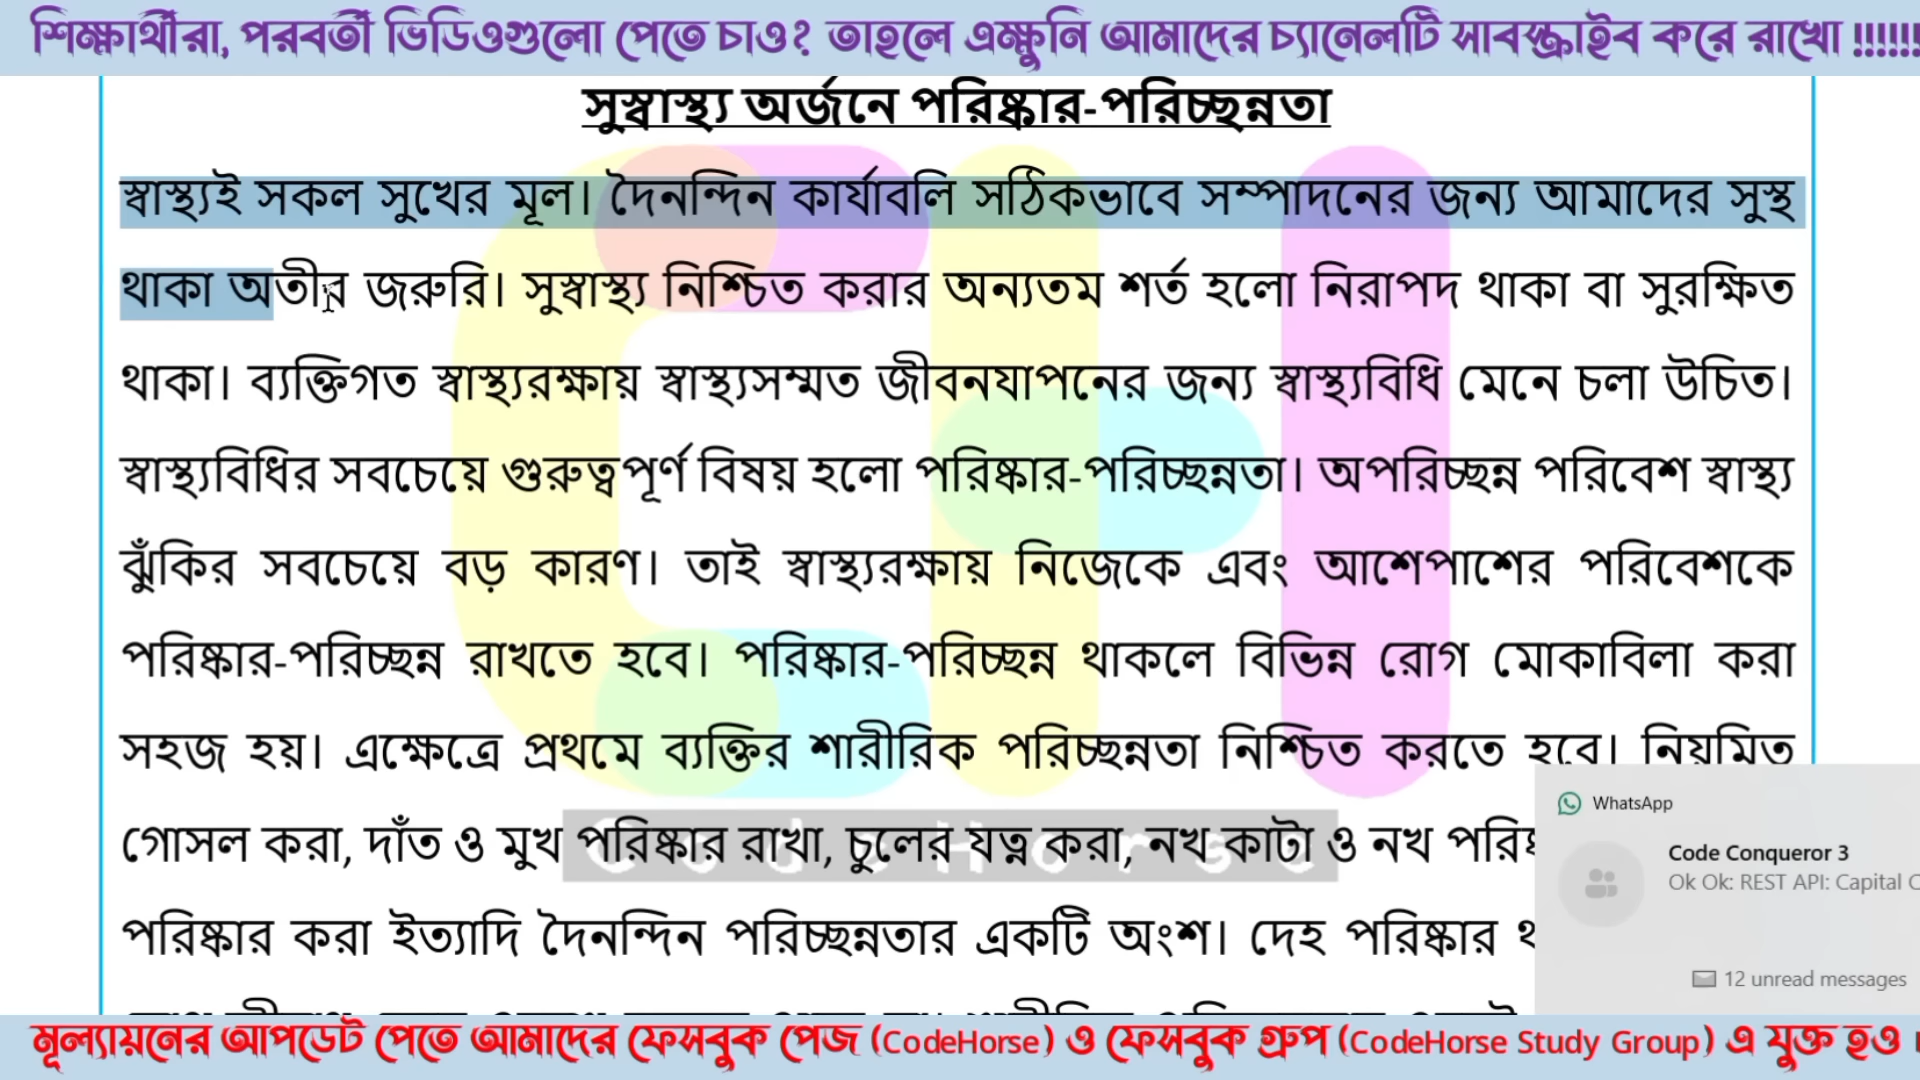 শিক্ষার্থীরা, পরবর্তী ভিডিওগুলো পেতে চাও? তাহলে এক্ষুনি আমাদের চ্যানেলটি সাবস্ক্রাইব করে রাখো !!!!!!
সুস্বাস্থ্য অর্জনে পরিষ্কার-পরিচ্ছন্নতা
স্বাস্থ্যই সকল সুখের মূল। দৈনন্দিন কার্যাবলি সঠিকভাবে সম্পাদনের জন্য আমাদের সুস্থ
থাকা অতীব জরুরি। সুস্বাস্থ্য নিশ্চিত করার অন্যতম শর্ত হলো নিরাপদ থাকা বা সুরক্ষিত
থাকা। ব্যক্তিগত স্বাস্থ্যরক্ষায় স্বাস্থ্যসম্মত জীবনযাপনের জন্য স্বাস্থ্যবিধি মেনে চলা উচিত।
স্বাস্থ্যবিধির সবচেয়ে গুরুত্বপূর্ণ বিষয় হলো পরিষ্কার-পরিচ্ছন্নতা। অপরিচ্ছন্ন পরিবেশ স্বাস্থ্য
ঝুঁকির সবচেয়ে বড় কারণ। তাই স্বাস্থ্যরক্ষায় নিজেকে এবং আশেপাশের পরিবেশকে
পরিষ্কার-পরিচ্ছন্ন রাখতে হবে। পরিষ্কার-পরিচ্ছন্ন থাকলে বিভিন্ন রোগ মোকাবিলা করা
সহজ হয়। এক্ষেত্রে প্রথমে ব্যক্তির শারীরিক পরিচ্ছন্নতা নিশ্চিত করতে হবে। নিয়মিত
গোসল করা, দাঁত ও মুখ পরিষ্কার রাখা, চুলের যত্ন করা, নখ কাটা ও নখ
পরিষ্কার করা ইত্যাদি দৈনন্দিন পরিচ্ছন্নতার একটি অংশ। দেহ পরিষ্কার
CodeHorse
WhatsApp
Code Conqueror 3
Ok Ok: REST API: Capital
12 unread messages
মূল্যায়নের আপডেট পেতে আমাদের ফেসবুক পেজ (CodeHorse) ও ফেসবুক গ্রুপ (CodeHorse Study Group) এ যুক্ত হও